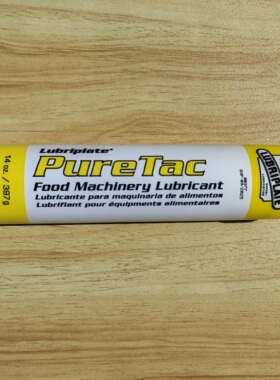 Lubriplate®
PureTac
Food Machinery Lubricant
Lubricante para maquinaria de alimentos
Lubrifiant pour équipements alimentaires
14 oz. / 397g
LUBRIPLATE